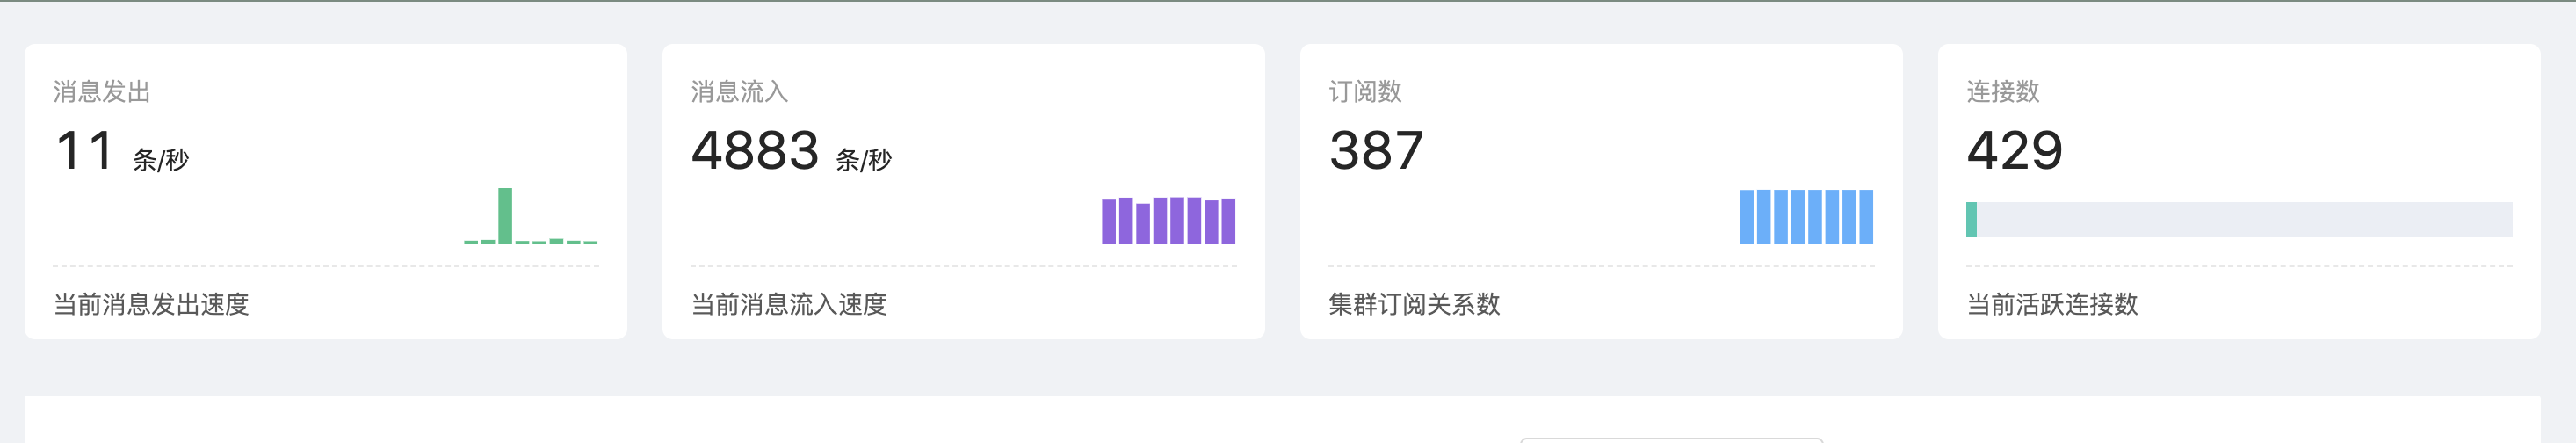 消息发出
11 条/秒
当前消息发出速度
消息流入
4883 条/秒
当前消息流入速度
订阅数
387
集群订阅关系数
连接数
429
当前活跃连接数